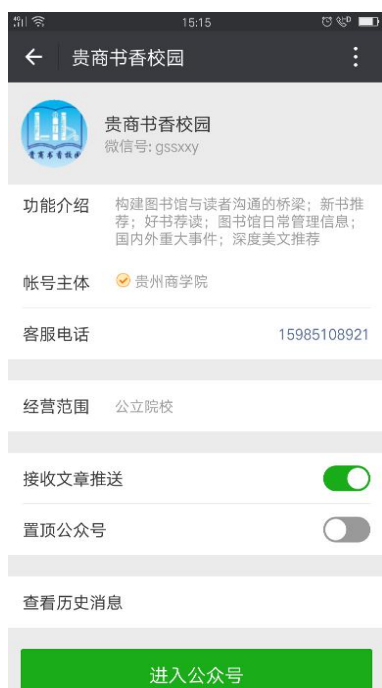 15:15
贵商书香校园
贵商书香校园
微信号: gssxxy
功能介绍 构建图书馆与读者沟通的桥梁；新书推
荐；好书荐读；图书馆日常管理信息；
国内外重大事件；深度美文推荐
帐号主体 贵州商学院
客服电话 15985108921
经营范围 公立院校
接收文章推送
置顶公众号
查看历史消息
进入公众号